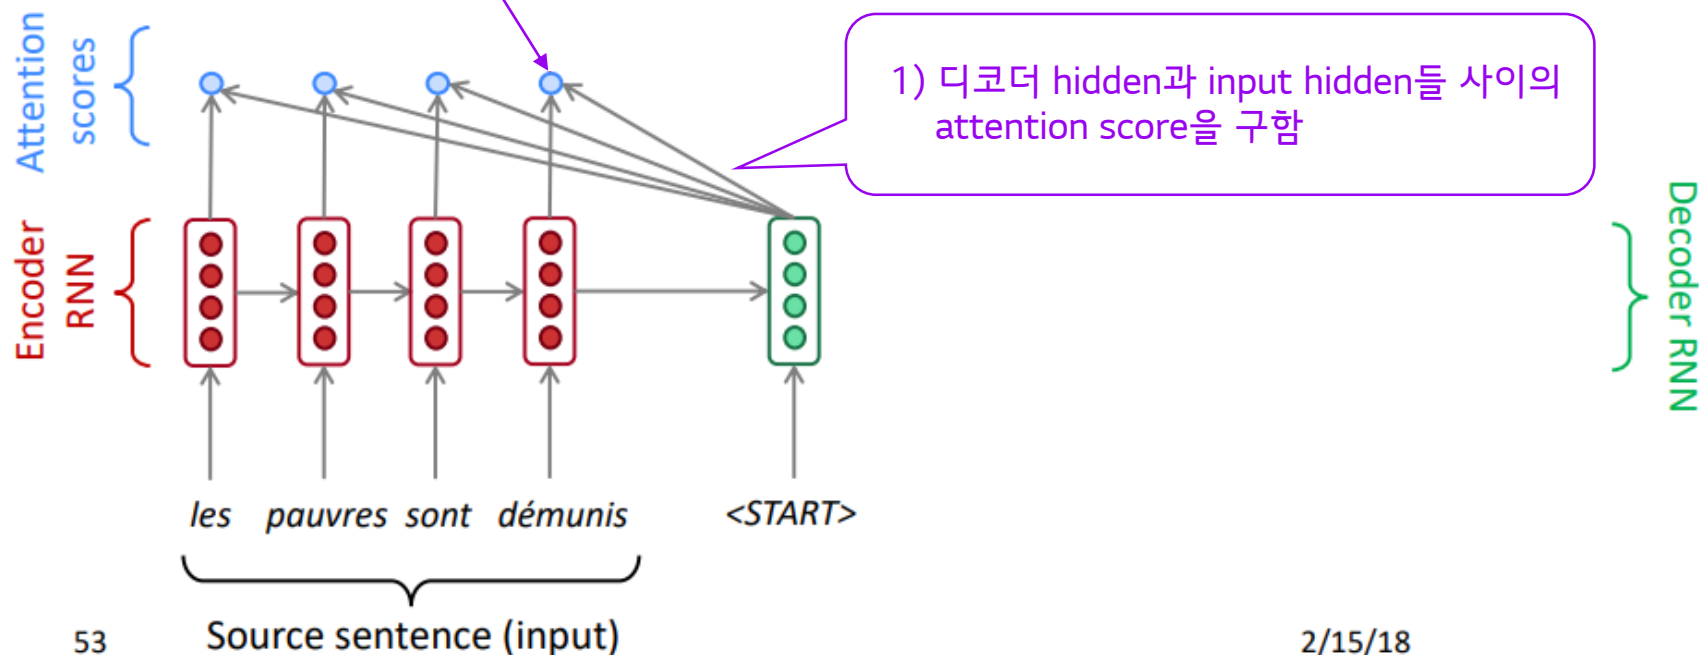 Attention
scores
1) 디코더 hidden과 input hidden들 사이의
attention score을 구함
Encoder
RNN
Decoder RNN
les pauvres sont démunis <START>
Source sentence (input)
53
2/15/18